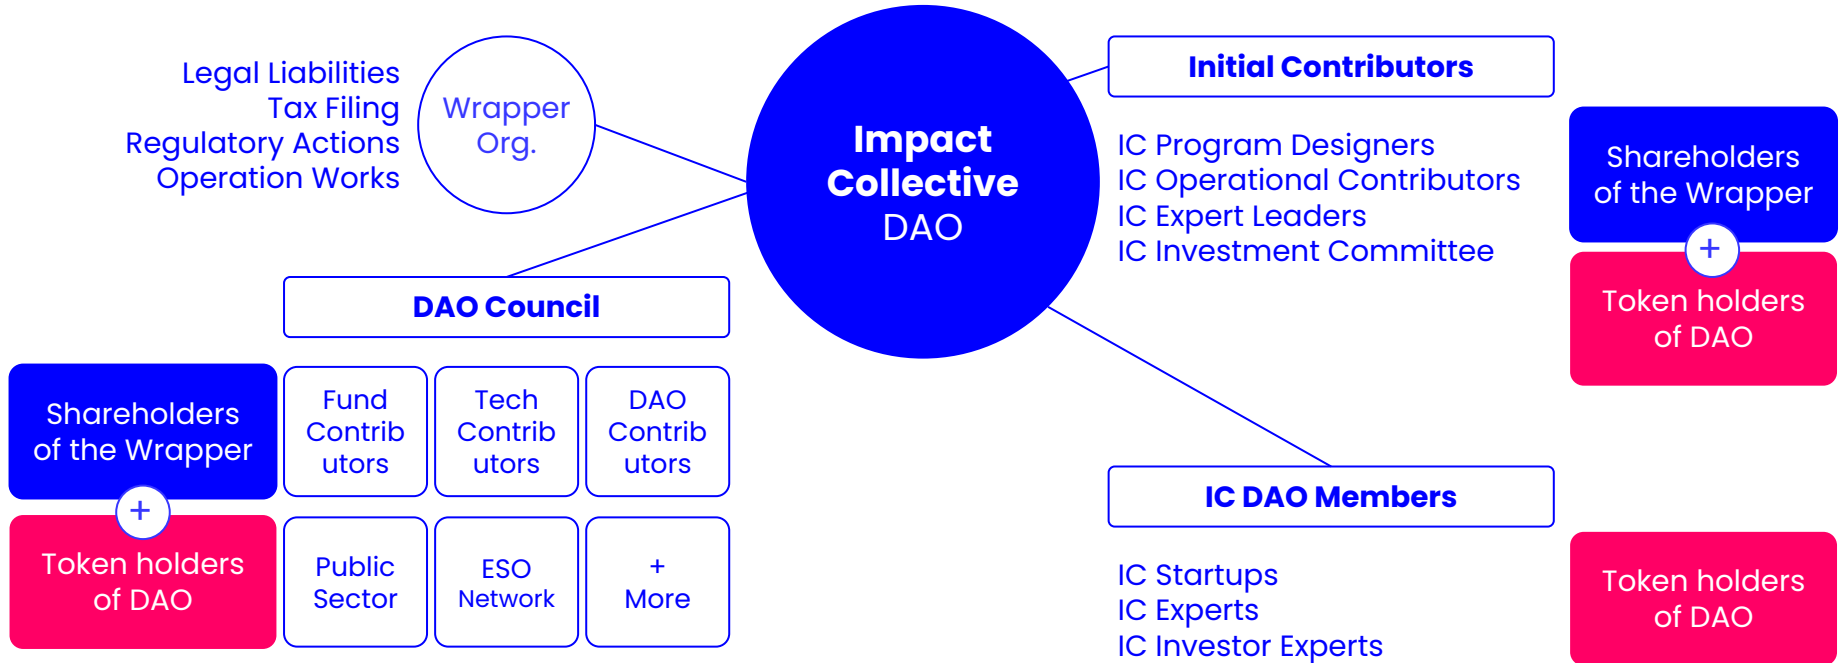 Legal Liabilities
Tax Filing
Regulatory Actions
Operation Works
Wrapper
Org.
Impact
Collective
DAO
Initial Contributors
IC Program Designers
IC Operational Contributors
IC Expert Leaders
IC Investment Committee
Shareholders
of the Wrapper
+
Token holders
of DAO
DAO Council
Shareholders
of the Wrapper
+
Token holders
of DAO
Fund
Contrib
utors
Tech
Contrib
utors
DAO
Contrib
utors
Public
Sector
ESO
Network
+
More
IC DAO Members
IC Startups
IC Experts
IC Investor Experts
Token holders
of DAO